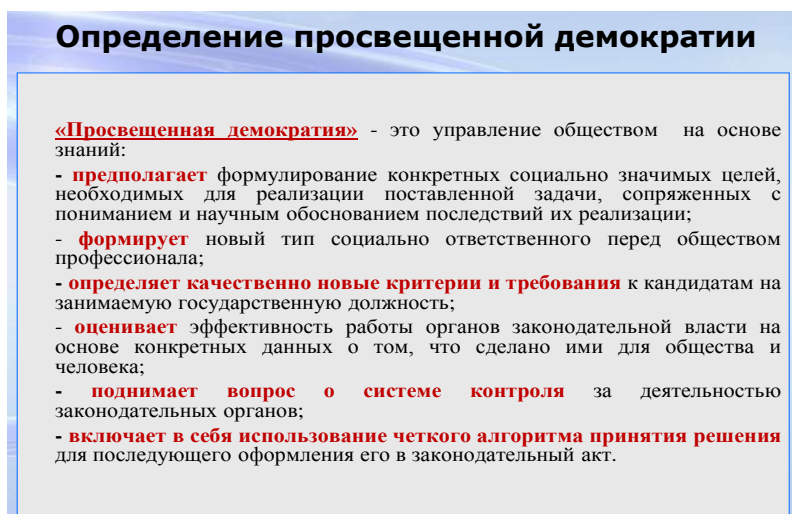 Определение просвещенной демократии
«Просвещенная демократия» - это управление обществом на основе
знаний:
- предполагает формулирование конкретных социально значимых целей,
необходимых для реализации поставленной задачи, сопряженных с
пониманием и научным обоснованием последствий их реализации;
- формирует новый тип социально ответственного перед обществом
профессионала;
- определяет качественно новые критерии и требования к кандидатам на
занимаемую государственную должность;
- оценивает эффективность работы органов законодательной власти на
основе конкретных данных о том, что сделано ими для общества и
человека;
- поднимает вопрос о системе контроля за деятельностью
законодательных органов;
- включает в себя использование четкого алгоритма принятия решения
для последующего оформления его в законодательный акт.